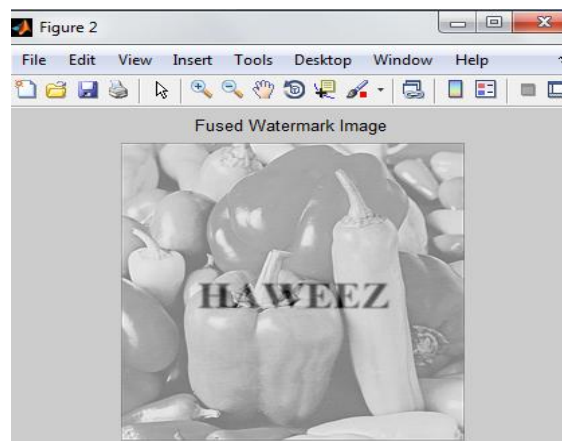 Figure 2
File Edit View Insert Tools Desktop Window Help
Fused Watermark Image
HAWEEZ